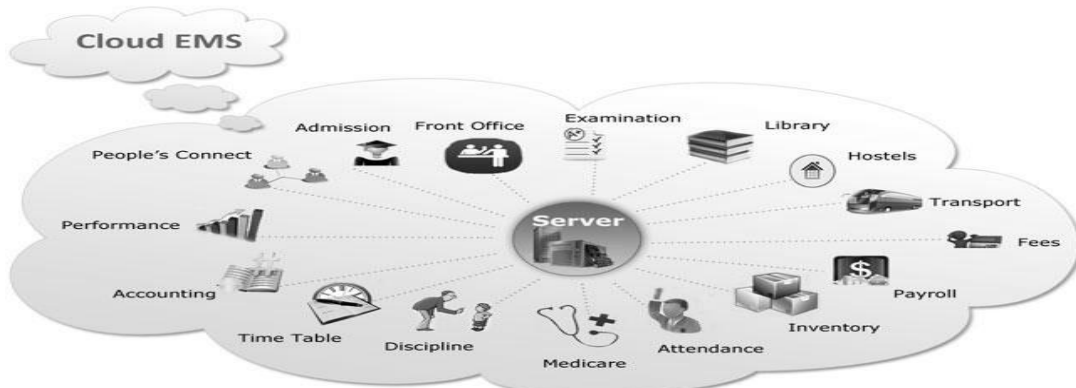 Cloud EMS
Examination
Admission
Front Office
Library
People's Connect
Hostels
Transport
Server
Performance
Fees
Accounting
Payroll
Time Table
Discipline
Medicare
Attendance
Inventory
$